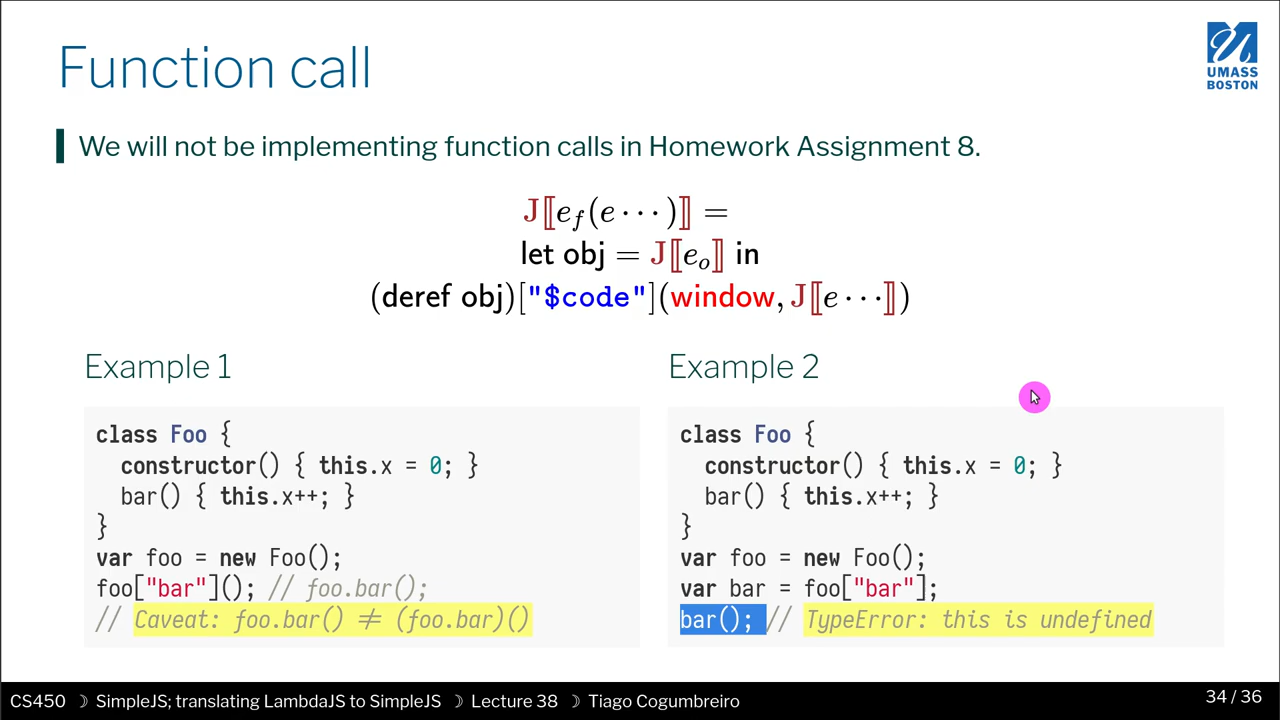 Function call
UMASS
BOSTON
We will not be implementing function calls in Homework Assignment 8.
J⟦e_f(e⋯)⟧ =
let obj = J⟦e_o⟧ in
(deref obj)["$code"](window, J⟦e⋯⟧)
Example 1
class Foo {
  constructor() { this.x = 0; }
  bar() { this.x++; }
}
var foo = new Foo();
foo["bar"](); // foo.bar();
// Caveat: foo.bar() ≠ (foo.bar)()
Example 2
class Foo {
  constructor() { this.x = 0; }
  bar() { this.x++; }
}
var foo = new Foo();
var bar = foo["bar"];
bar(); // TypeError: this is undefined
CS450 ☽ SimpleJS; translating LambdaJS to SimpleJS ☽ Lecture 38 ☽ Tiago Cogumbreiro
34 / 36